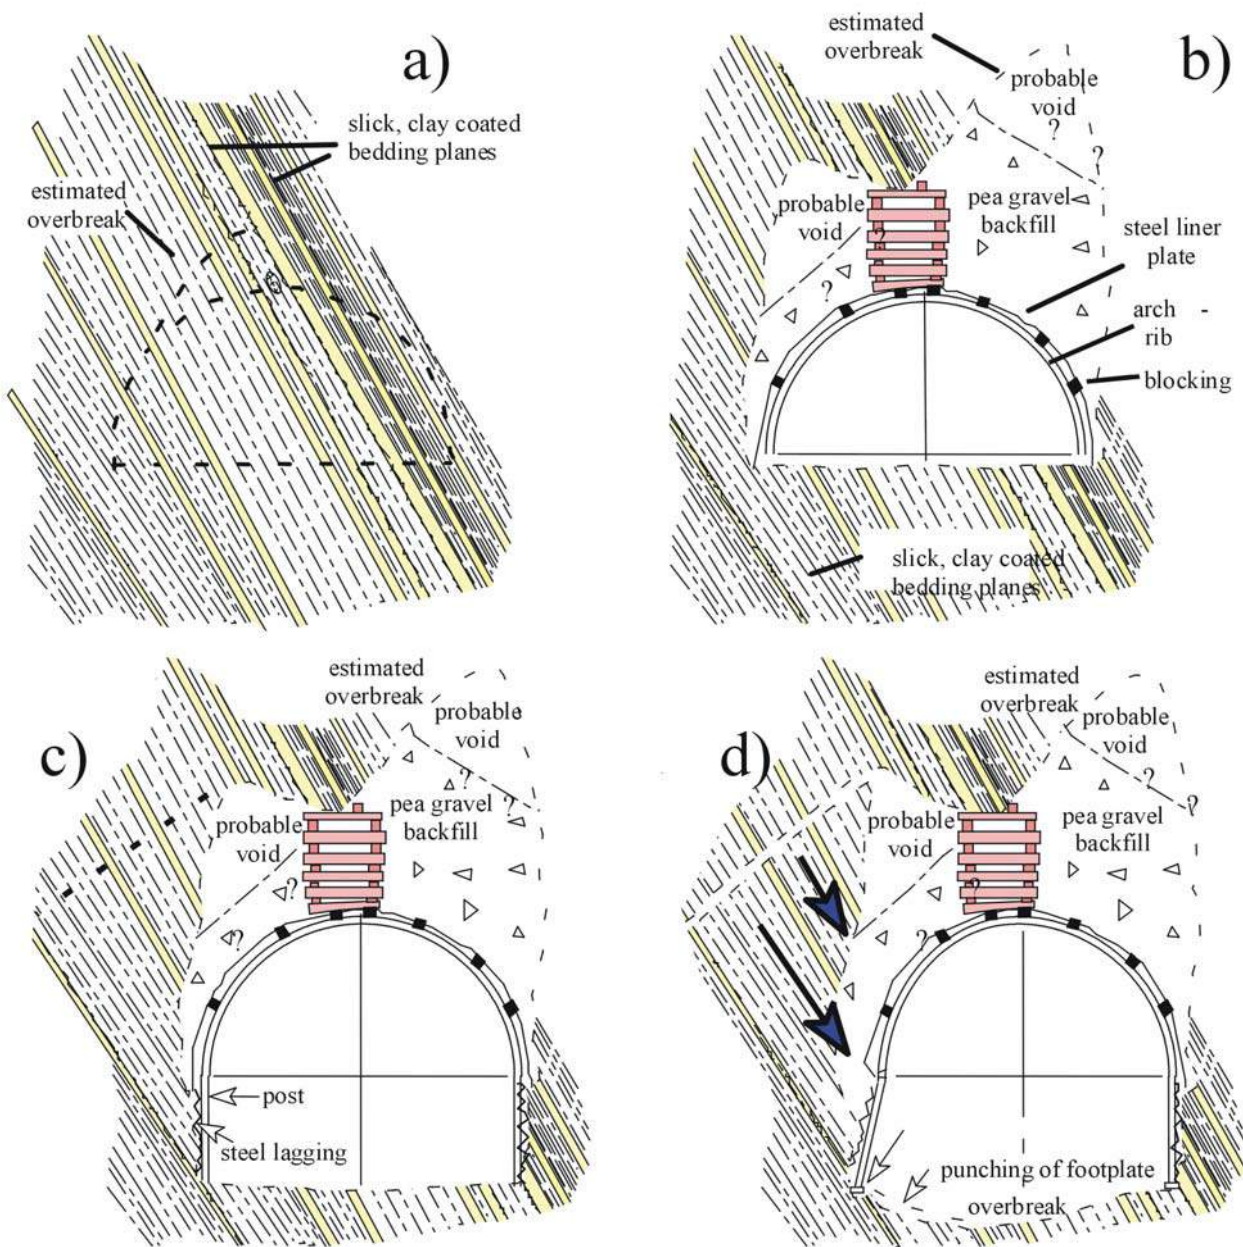 a)
slick, clay coated
bedding planes
estimated
overbreak
b)
estimated
overbreak
probable
void
?
?
?
probable
void
?
?
pea gravel
backfill
steel liner
plate
arch -
rib
blocking
slick, clay coated
bedding planes
c)
estimated
overbreak
probable
void
?
?
pea gravel
backfill
probable
void
?
?
post
steel lagging
d)
estimated
overbreak
probable
void
?
?
pea gravel
backfill
probable
void
?
?
punching of footplate
overbreak